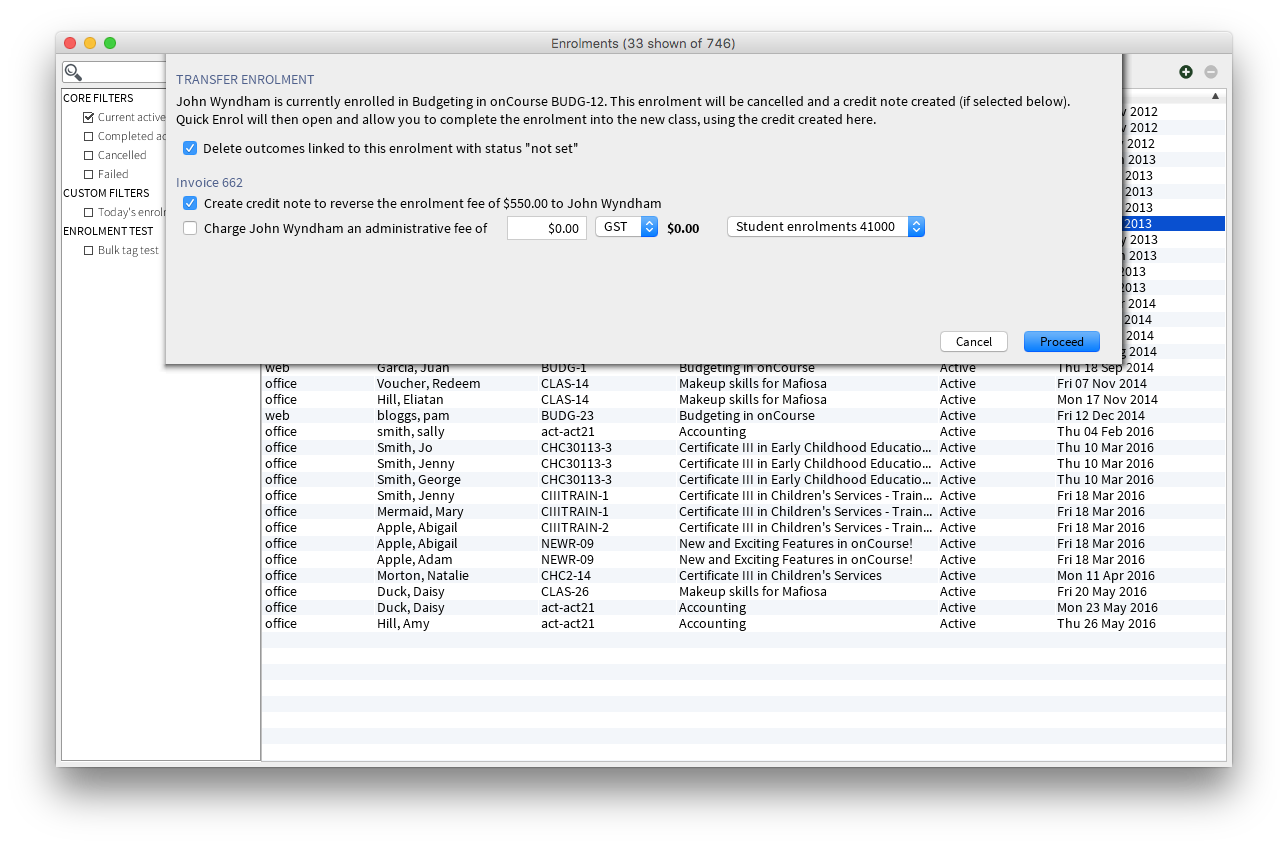 Enrolments (33 shown of 746)
TRANSFER ENROLMENT
John Wyndham is currently enrolled in Budgeting in onCourse BUDG-12. This enrolment will be cancelled and a credit note created (if selected below).
Quick Enrol will then open and allow you to complete the enrolment into the new class, using the credit created here.
Delete outcomes linked to this enrolment with status "not set"
Invoice 662
Create credit note to reverse the enrolment fee of $550.00 to John Wyndham
Charge John Wyndham an administrative fee of $0.00 GST $0.00 Student enrolments 41000
Cancel Proceed
CORE FILTERS
Current active
Completed
Cancelled
Failed
CUSTOM FILTERS
Today's
ENROLMENT TEST
Bulk tag test
2012
2012
2012
2013
2013
2013
2013
2013
2013
2013
2013
2013
2014
2014
2014
2014
web Garcia, Juan BUDG-1 Budgeting in onCourse Active Thu 18 Sep 2014
office Voucher, Redeem CLAS-14 Makeup skills for Mafiosa Active Fri 07 Nov 2014
office Hill, Eliatan CLAS-14 Makeup skills for Mafiosa Active Mon 17 Nov 2014
web bloggs, pam BUDG-23 Budgeting in onCourse Active Fri 12 Dec 2014
office smith, sally act-act21 Accounting Active Thu 04 Feb 2016
office Smith, Jo CHC30113-3 Certificate III in Early Childhood Educatio... Active Thu 10 Mar 2016
office Smith, Jenny CHC30113-3 Certificate III in Early Childhood Educatio... Active Thu 10 Mar 2016
office Smith, George CHC30113-3 Certificate III in Early Childhood Educatio... Active Thu 10 Mar 2016
office Smith, Jenny CIIITRAIN-1 Certificate III in Children's Services - Train... Active Fri 18 Mar 2016
office Mermaid, Mary CIIITRAIN-1 Certificate III in Children's Services - Train... Active Fri 18 Mar 2016
office Apple, Abigail CIIITRAIN-2 Certificate III in Children's Services - Train... Active Fri 18 Mar 2016
office Apple, Abigail NEWR-09 New and Exciting Features in onCourse! Active Fri 18 Mar 2016
office Apple, Adam NEWR-09 New and Exciting Features in onCourse! Active Fri 18 Mar 2016
office Morton, Natalie CHC2-14 Certificate III in Children's Services Active Mon 11 Apr 2016
office Duck, Daisy CLAS-26 Makeup skills for Mafiosa Active Fri 20 May 2016
office Duck, Daisy act-act21 Accounting Active Mon 23 May 2016
office Hill, Amy act-act21 Accounting Active Thu 26 May 2016